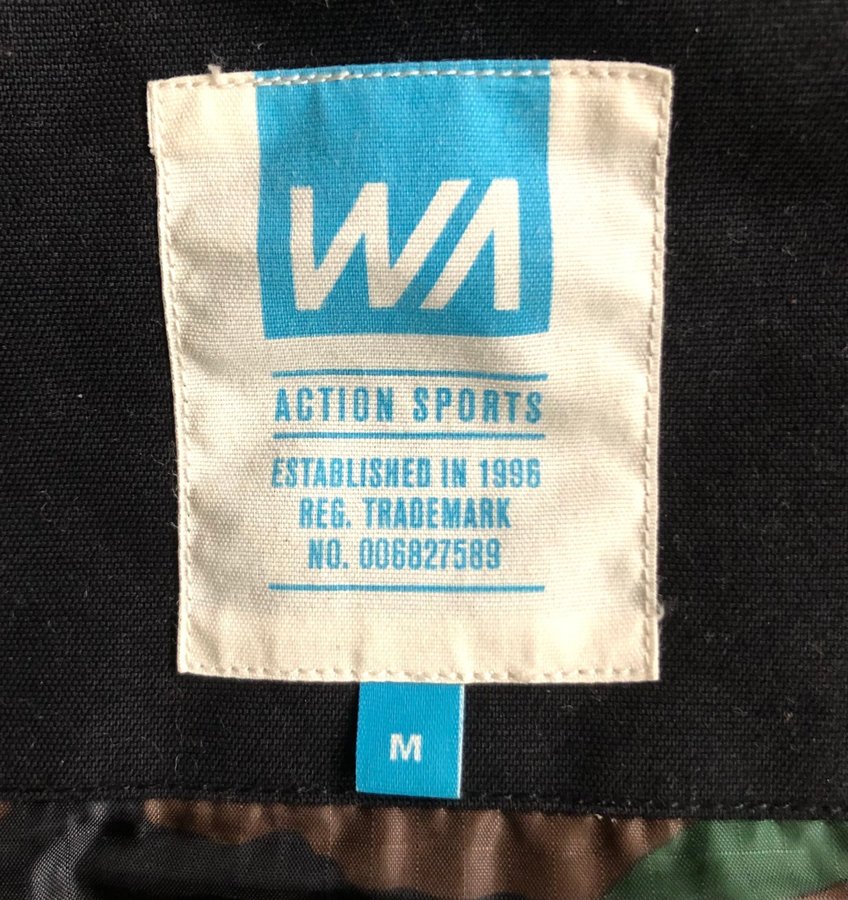 WA
ACTION SPORTS
ESTABLISHED IN 1996
REG. TRADEMARK
NO. 006827589
M